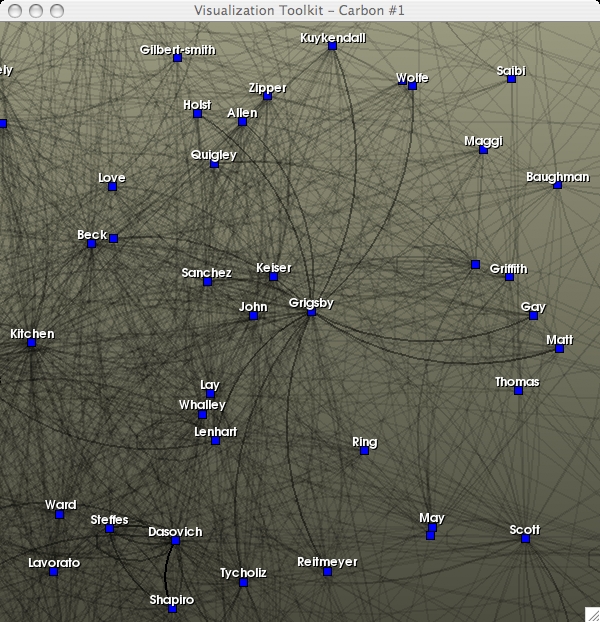 Visualization Toolkit – Carbon #1
Kuykendall
Gilbert-smith
ely
Wolfe
Saibi
Zipper
Holst
Allen
Maggi
Quigley
Love
Baughman
Beck
Sanchez
Keiser
Griffith
John
Grigsby
Gay
Kitchen
Matt
Thomas
Lay
Whalley
Lenhart
Ring
Ward
Steffes
Dasovich
May
Scott
Lavorato
Tycholiz
Reitmeyer
Shapiro